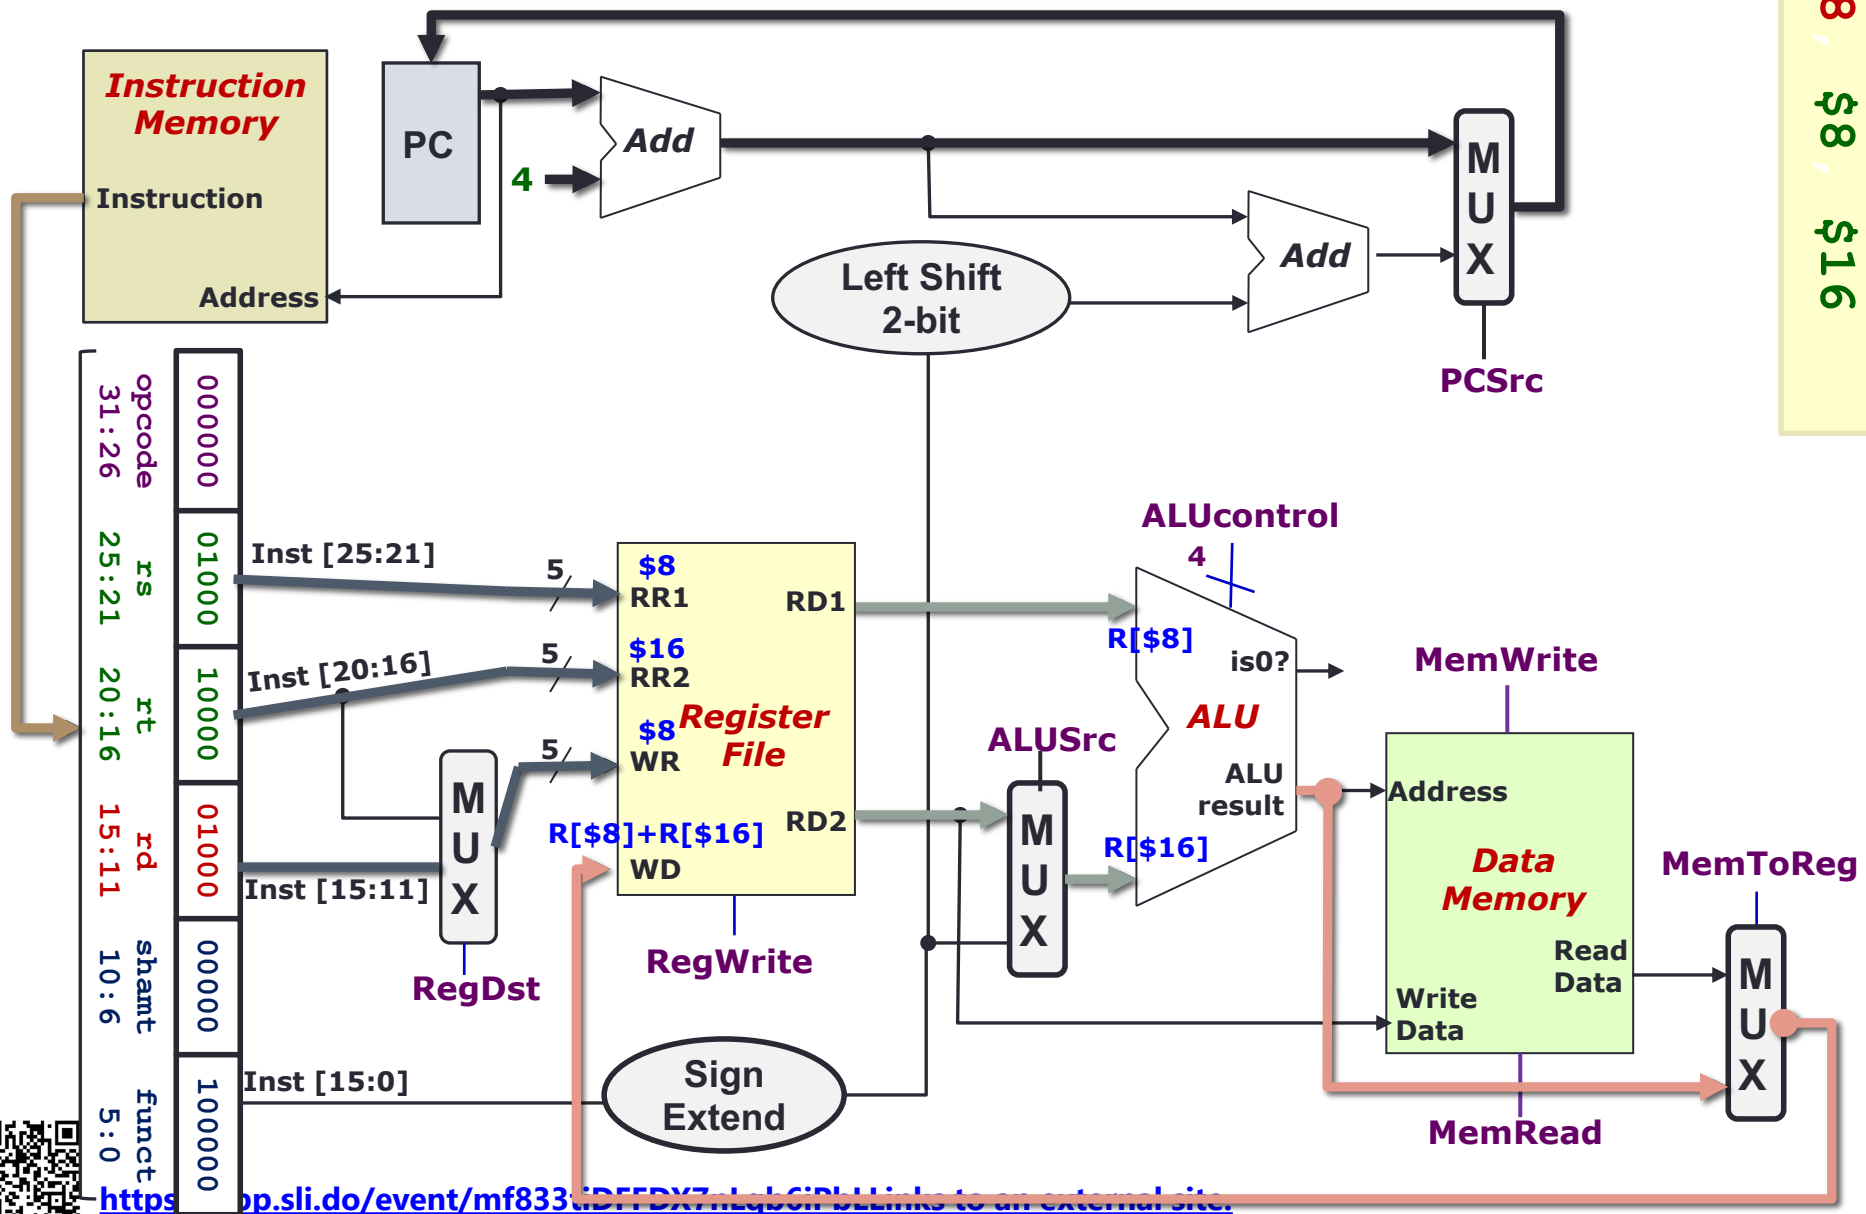 Instruction
Memory
Instruction
Address
PC
4
Add
Add
M
U
X
PCSrc
Left Shift
2-bit
$8, $16
opcode
31:26
000000
rs
25:21
01000
rt
20:16
10000
rd
15:11
01000
shamt
10:6
00000
funct
5:0
100000
Inst [25:21]
Inst [20:16]
Inst [15:11]
Inst [15:0]
5
5
5
M
U
X
RegDst
$8
RR1
$16
RR2
$8
WR
R[$8]+R[$16]
WD
RD1
RD2
Register
File
RegWrite
Sign
Extend
ALUSrc
M
U
X
ALUcontrol
4
R[$8]
R[$16]
is0?
ALU
ALU
result
MemWrite
Address
Data
Memory
Read
Data
Write
Data
MemRead
MemToReg
M
U
X